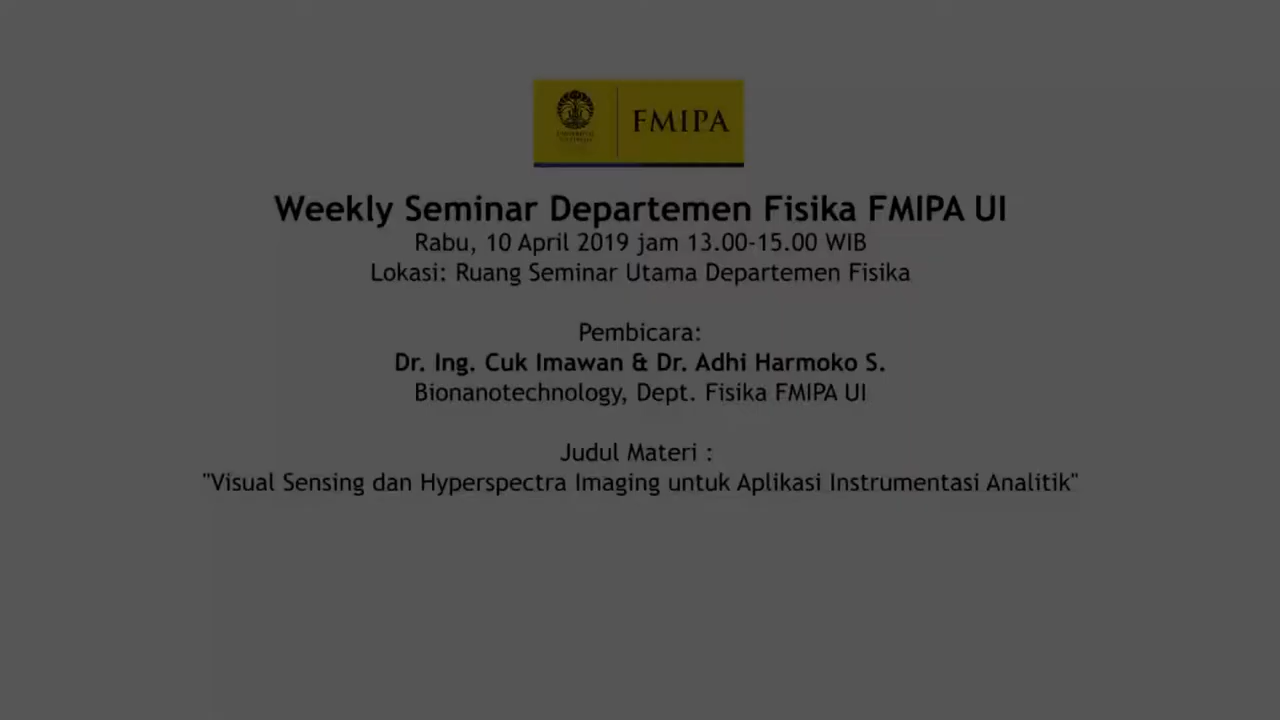 FMIPA
Weekly Seminar Departemen Fisika FMIPA UI
Rabu, 10 April 2019 jam 13.00-15.00 WIB
Lokasi: Ruang Seminar Utama Departemen Fisika
Pembicara:
Dr. Ing. Cuk Imawan & Dr. Adhi Harmoko S.
Bionanotechnology, Dept. Fisika FMIPA UI
Judul Materi :
"Visual Sensing dan Hyperspectra Imaging untuk Aplikasi Instrumentasi Analitik"